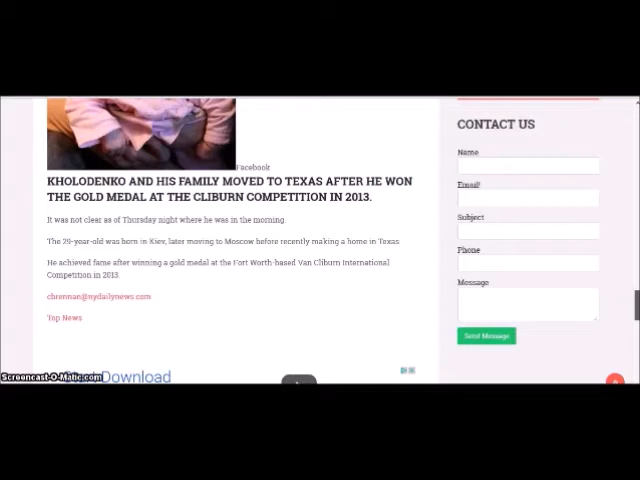 Facebook
KHOLODENKO AND HIS FAMILY MOVED TO TEXAS AFTER HE WON
THE GOLD MEDAL AT THE CLIBURN COMPETITION IN 2013.
It was not clear as of Thursday night where he was in the morning.
The 29-year-old was born in Kiev, later moving to Moscow before recently making a home in Texas.
He achieved fame after winning a gold medal at the Fort Worth-based Van Cliburn International
Competition in 2013.
cbrennan@nydailynews.com
Top News
Download
Screencast-O-Matic.com
CONTACT US
Name
Email
Subject
Phone
Message
Send Message